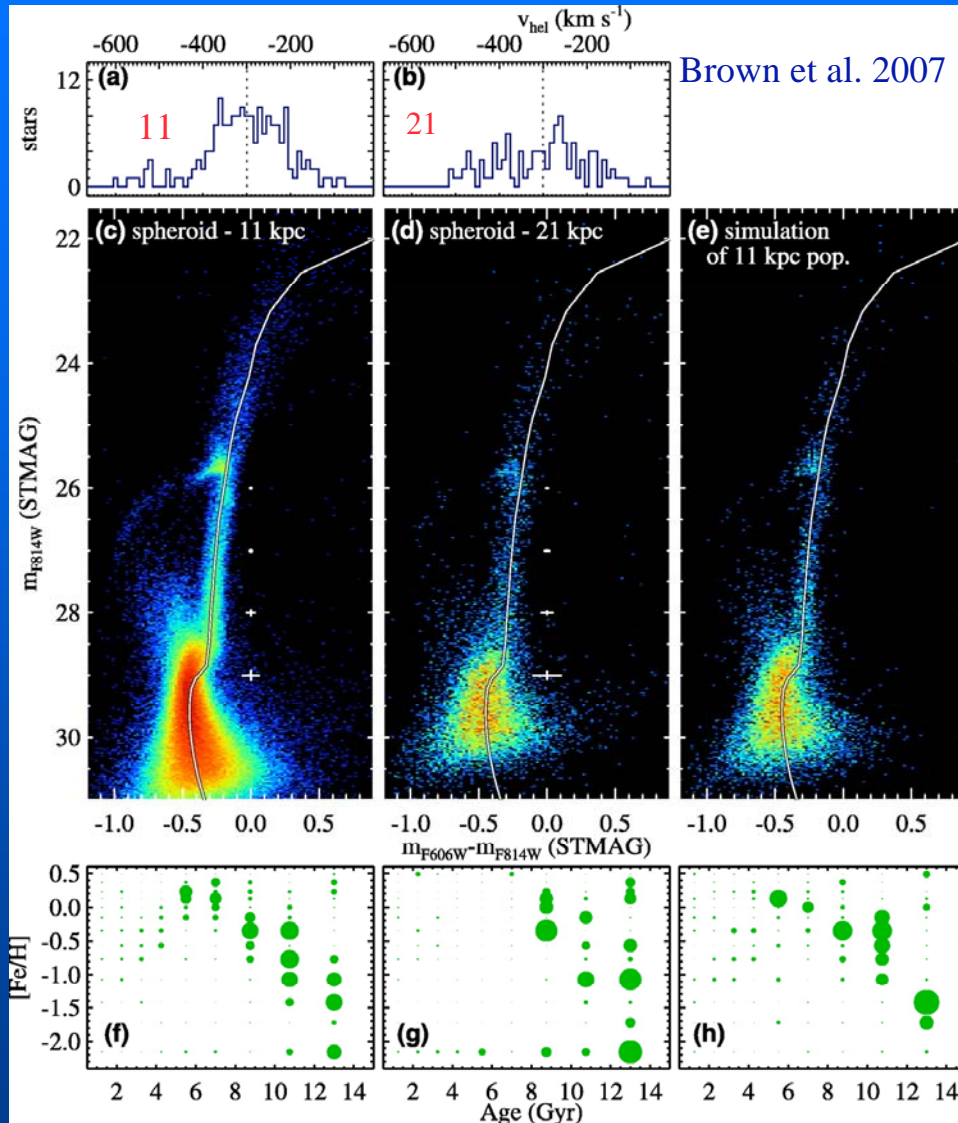 v_hel (km s⁻¹)
-600 -400 -200 -600 -400 -200
Brown et al. 2007
(a) (b)
11 21
stars
12
0
(c) spheroid - 11 kpc
(d) spheroid - 21 kpc
(e) simulation
of 11 kpc pop.
m_F814W (STMAG)
22
24
26
28
30
-1.0 -0.5 0.0 0.5 -1.0 -0.5 0.0 0.5 -1.0 -0.5 0.0 0.5
m_F606W-m_F814W (STMAG)
[Fe/H]
0.5
0.0
-0.5
-1.0
-1.5
-2.0
(f) (g) (h)
2 4 6 8 10 12 14 2 4 6 8 10 12 14 2 4 6 8 10 12 14
Age (Gyr)